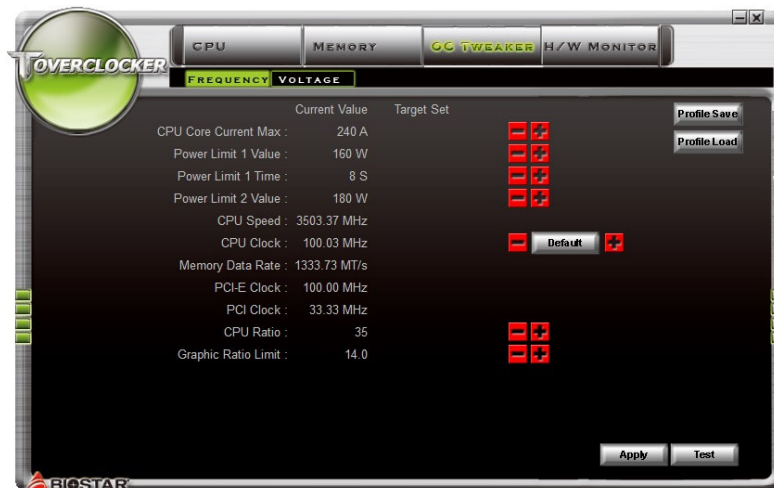 CPU MEMORY OC TWEAKER H/W MONITOR
TOVERCLOCKER
FREQUENCY VOLTAGE
Current Value Target Set
Profile Save
CPU Core Current Max : 240 A
Profile Load
Power Limit 1 Value : 160 W
Power Limit 1 Time : 8 S
Power Limit 2 Value : 180 W
CPU Speed : 3503.37 MHz
CPU Clock : 100.03 MHz Default
Memory Data Rate : 1333.73 MT/s
PCI-E Clock : 100.00 MHz
PCI Clock : 33.33 MHz
CPU Ratio : 35
Graphic Ratio Limit : 14.0
Apply Test
BIOSTAR